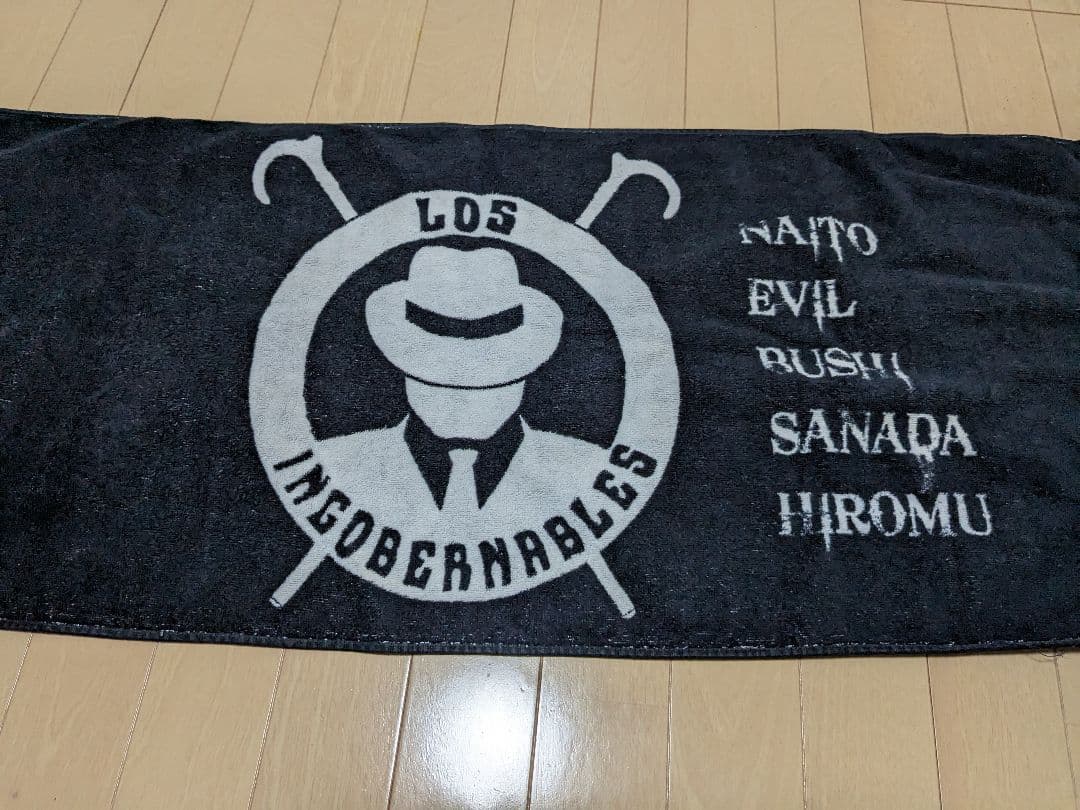 LOS
INGOBERNABLES
NAITO
EVIL
BUSHI
SANADA
HIROMU